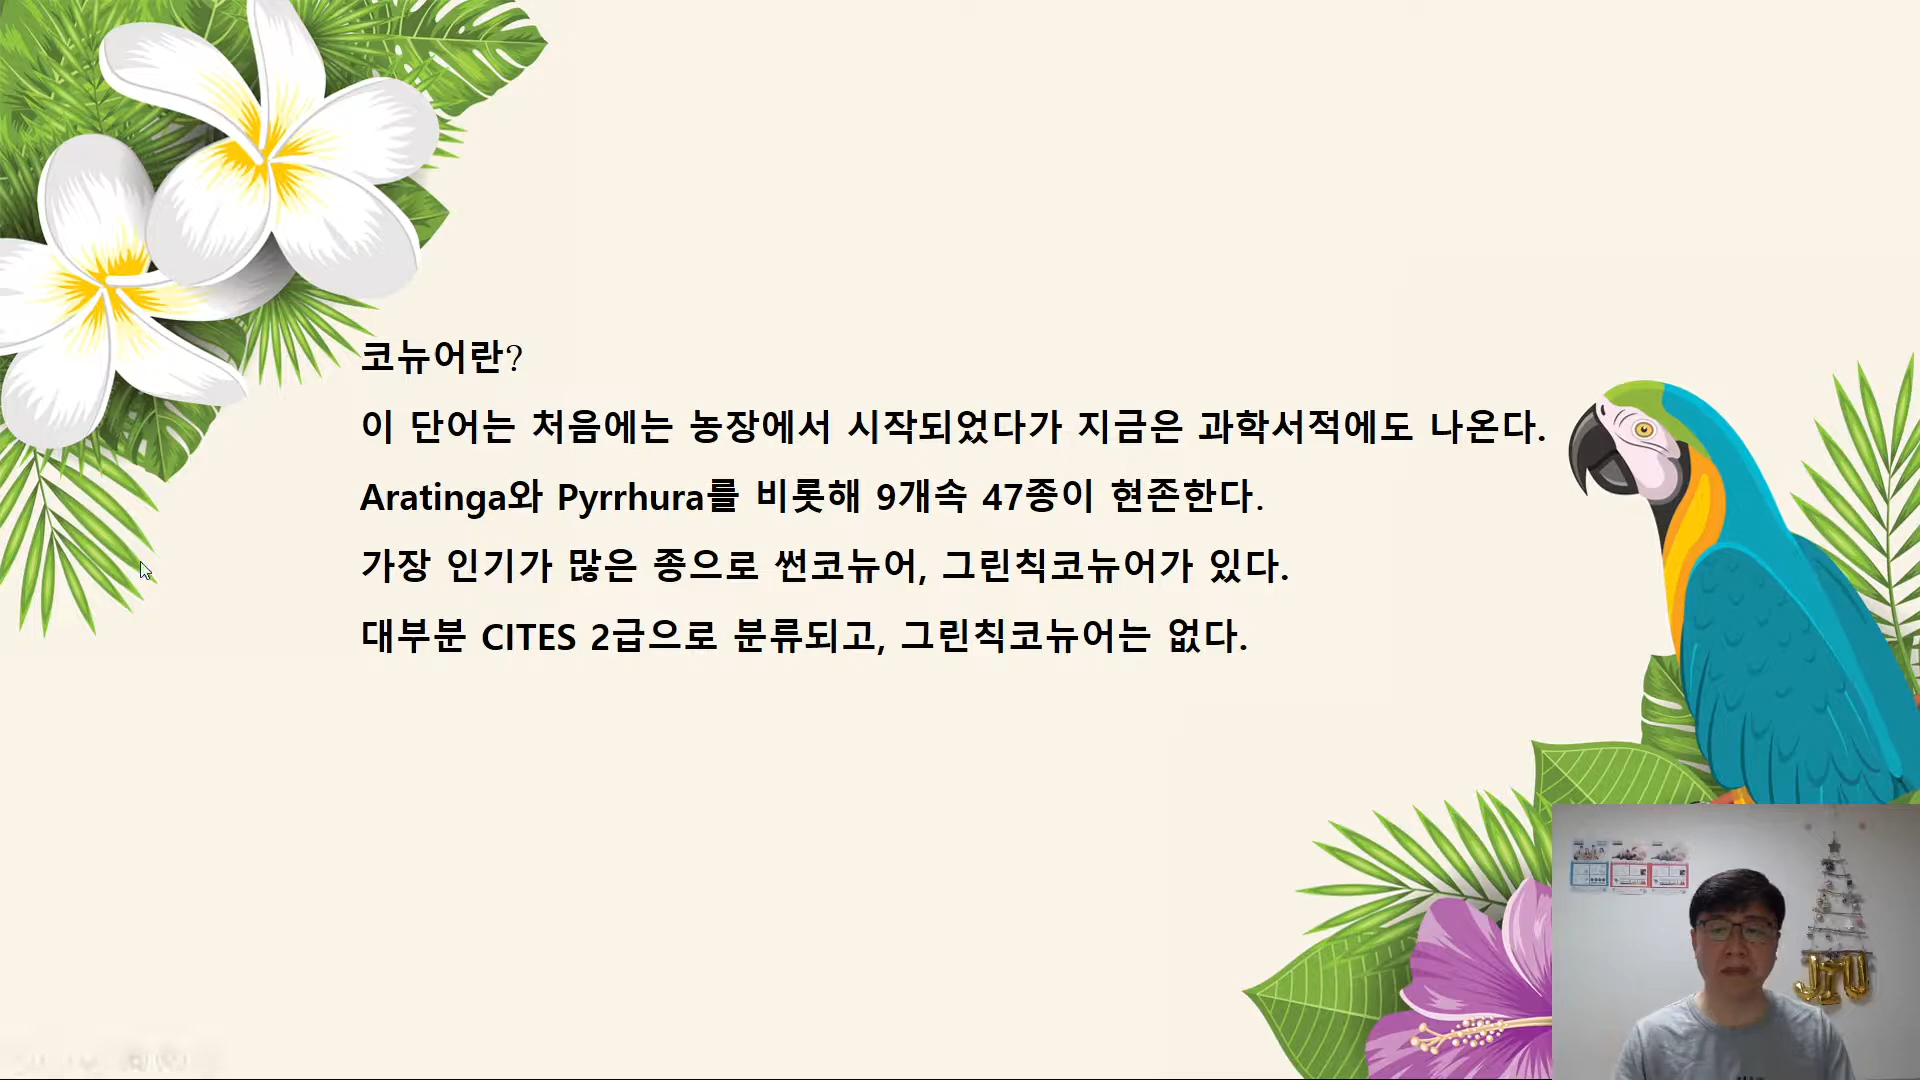 코뉴어란?
이 단어는 처음에는 농장에서 시작되었다가 지금은 과학서적에도 나온다.
Aratinga와 Pyrrhura를 비롯해 9개속 47종이 현존한다.
가장 인기가 많은 종으로 썬코뉴어, 그린칙코뉴어가 있다.
대부분 CITES 2급으로 분류되고, 그린칙코뉴어는 없다.